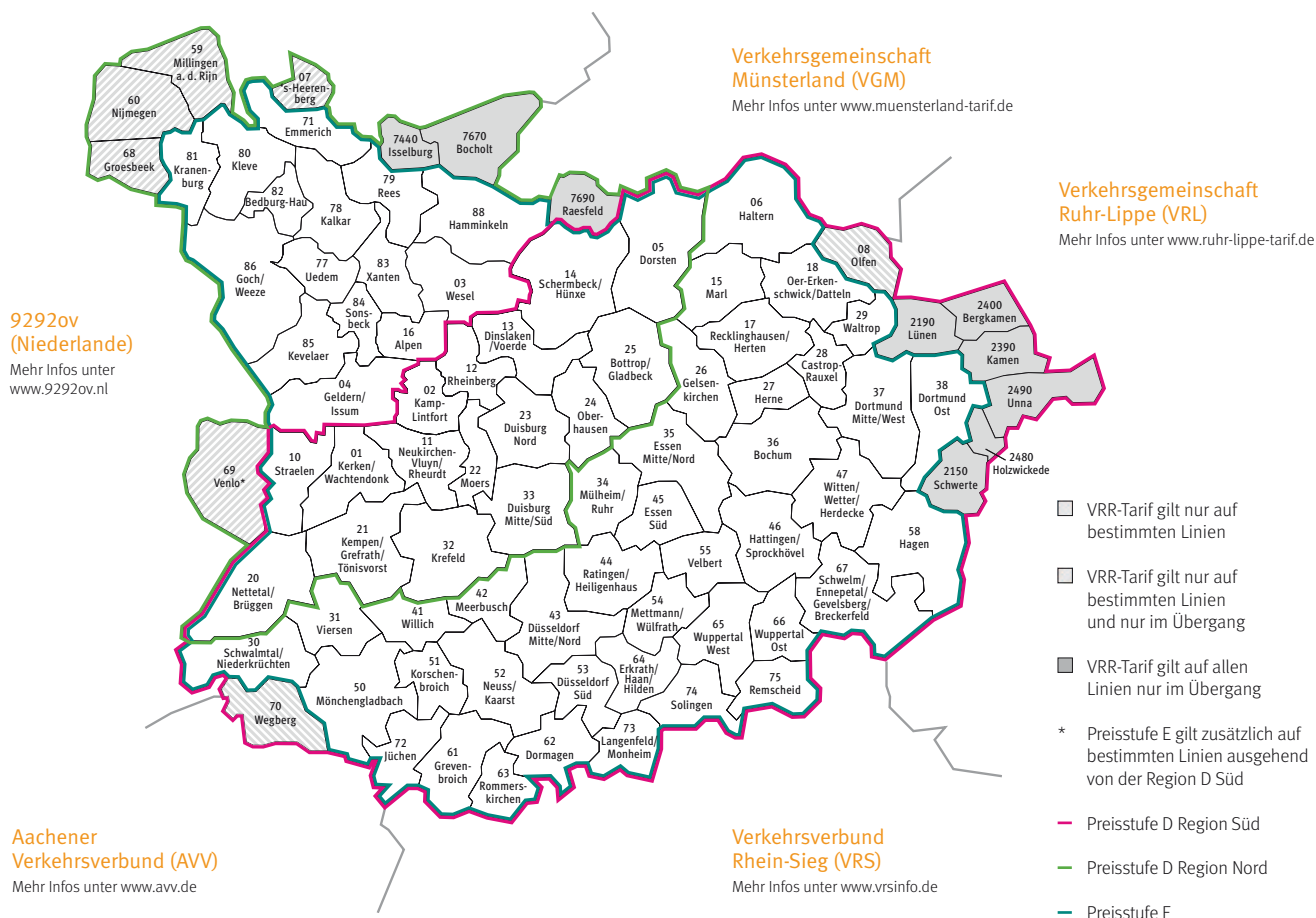 59
Millingen
a. d. Rijn
07
's-Heeren-
berg
60
Nijmegen
68
Groesbeek
71
Emmerich
7440
Isselburg
7670
Bocholt
7690
Raesfeld
81
Kranen-
burg
80
Kleve
82
Bedburg-Hau
78
Kalkar
79
Rees
88
Hamminkeln
86
Goch/
Weeze
77
Uedem
83
Xanten
03
Wesel
84
Sons-
beck
85
Kevelaer
16
Alpen
04
Geldern/
Issum
14
Schermbeck/
Hünxe
05
Dorsten
06
Haltern
08
Olfen
15
Marl
18
Oer-Erken-
schwick/Datteln
29
Waltrop
17
Recklinghausen/
Herten
28
Castrop-
Rauxel
2190
Lünen
2400
Bergkamen
2390
Kamen
2490
Unna
2480
Holzwickede
2150
Schwerte
13
Dinslaken
/Voerde
12
Rheinberg
02
Kamp-
Lintfort
25
Bottrop/
Gladbeck
26
Gelsen-
kirchen
27
Herne
37
Dortmund
Mitte/West
38
Dortmund
Ost
23
Duisburg
Nord
24
Ober-
hausen
35
Essen
Mitte/Nord
36
Bochum
69
Venlo*
10
Straelen
01
Kerken/
Wachtendonk
11
Neukirchen-
Vluyn/
Rheurdt
22
Moers
33
Duisburg
Mitte/Süd
34
Mülheim/
Ruhr
45
Essen
Süd
47
Witten/
Wetter/
Herdecke
21
Kempen/
Grefrath/
Tönisvorst
32
Krefeld
46
Hattingen/
Sprockhövel
58
Hagen
55
Velbert
44
Ratingen/
Heiligenhaus
67
Schwelm/
Ennepetal/
Gevelsberg/
Breckerfeld
20
Nettetal/
Brüggen
31
Viersen
41
Willich
42
Meerbusch
43
Düsseldorf
Mitte/Nord
54
Mettmann/
Wülfrath
65
Wuppertal
West
66
Wuppertal
Ost
30
Schwalmtal/
Niederkrüchten
51
Korschen-
broich
52
Neuss/
Kaarst
53
Düsseldorf
Süd
64
Erkrath/
Haan/
Hilden
74
Solingen
75
Remscheid
50
Mönchengladbach
70
Wegberg
72
Jüchen
61
Greven-
broich
62
Dormagen
63
Rommers-
kirchen
73
Langenfeld/
Monheim
Verkehrsgemeinschaft
Münsterland (VGM)
Mehr Infos unter www.muensterland-tarif.de
Verkehrsgemeinschaft
Ruhr-Lippe (VRL)
Mehr Infos unter www.ruhr-lippe-tarif.de
9292ov
(Niederlande)
Mehr Infos unter
www.9292ov.nl
Aachener
Verkehrsverbund (AVV)
Mehr Infos unter www.avv.de
Verkehrsverbund
Rhein-Sieg (VRS)
Mehr Infos unter www.vrsinfo.de
VRR-Tarif gilt nur auf
bestimmten Linien
VRR-Tarif gilt nur auf
bestimmten Linien
und nur im Übergang
VRR-Tarif gilt auf allen
Linien nur im Übergang
* Preisstufe E gilt zusätzlich auf
bestimmten Linien ausgehend
von der Region D Süd
Preisstufe D Region Süd
Preisstufe D Region Nord
Preisstufe E